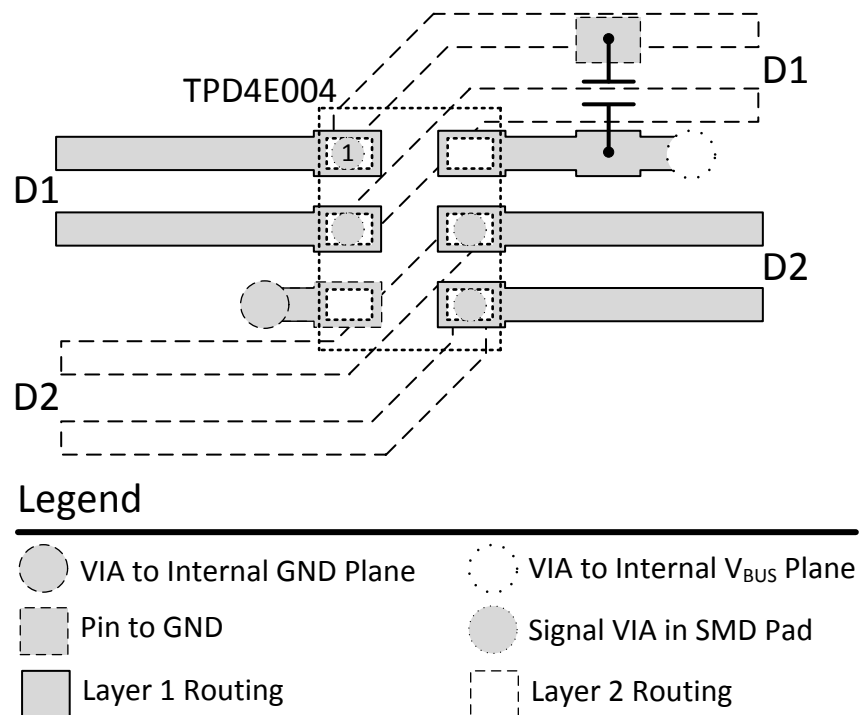 D1
TPD4E004
1
D1
D2
D2
Legend
VIA to Internal GND Plane
VIA to Internal VBUS Plane
Pin to GND
Signal VIA in SMD Pad
Layer 1 Routing
Layer 2 Routing